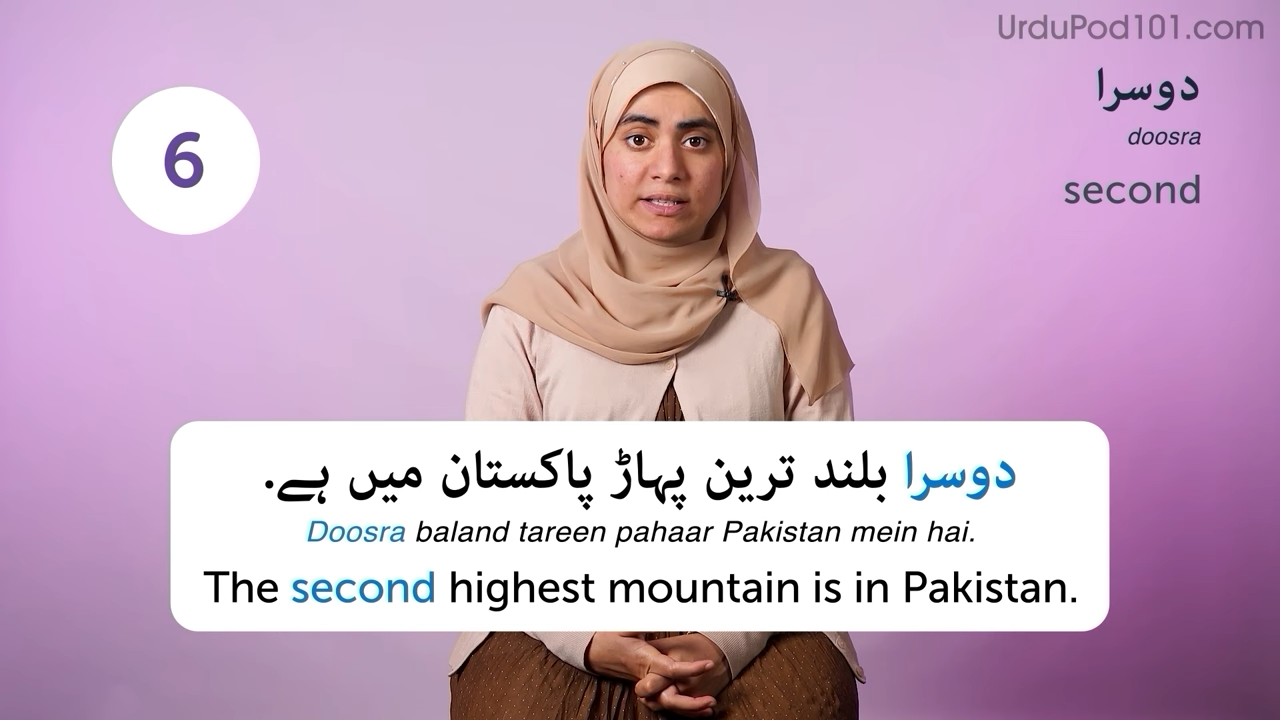 UrduPod101.com
دوسرا
doosra
second
6
دوسرا بلند ترین پہاڑ پاکستان میں ہے.
Doosra baland tareen pahaar Pakistan mein hai.
The second highest mountain is in Pakistan.